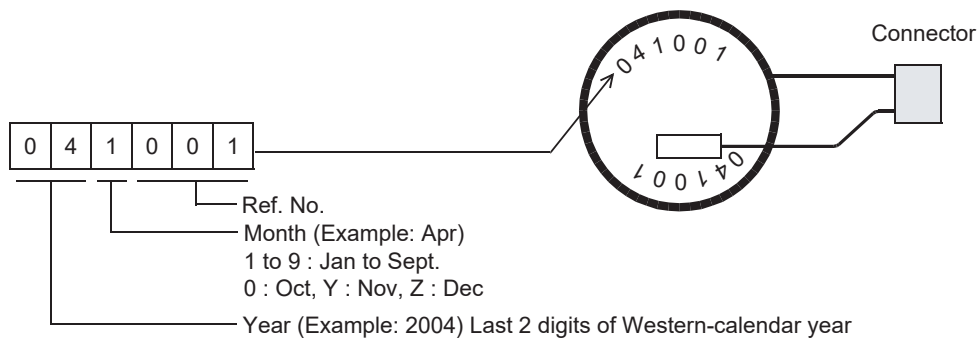 041001
Connector
0 4 1 0 0 1
041001
Ref. No.
Month (Example: Apr)
1 to 9 : Jan to Sept.
0 : Oct, Y : Nov, Z : Dec
Year (Example: 2004) Last 2 digits of Western-calendar year